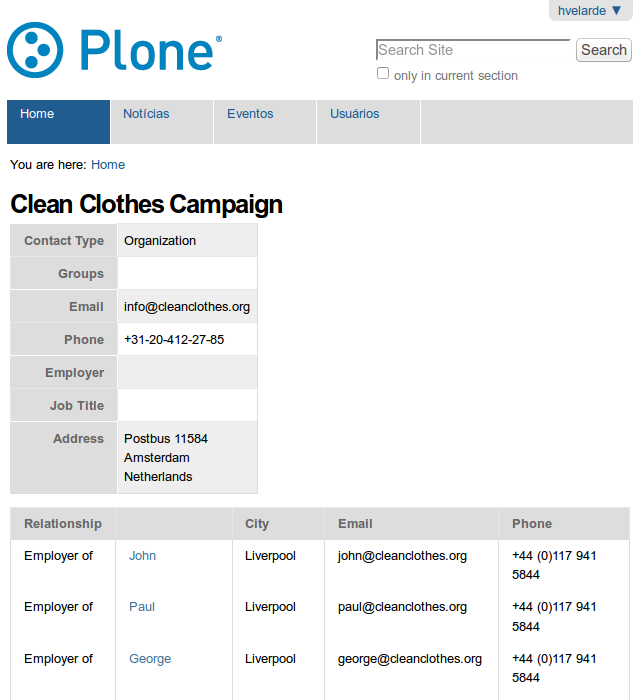 hvelarde ▼
Plone®
Search Site
Search
only in current section
Home Notícias Eventos Usuários
You are here: Home
Clean Clothes Campaign
Contact Type Organization
Groups
Email info@cleanclothes.org
Phone +31-20-412-27-85
Employer
Job Title
Address Postbus 11584
Amsterdam
Netherlands
Relationship City Email Phone
Employer of John Liverpool john@cleanclothes.org +44 (0)117 941
5844
Employer of Paul Liverpool paul@cleanclothes.org +44 (0)117 941
5844
Employer of George Liverpool george@cleanclothes.org +44 (0)117 941
5844